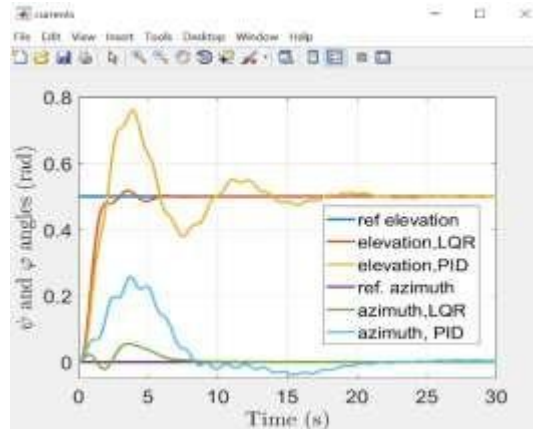 currents
File Edit View Insert Tools Desktop Window Help
0.8
0.6
0.4
0.2
0
ψ and φ angles (rad)
ref elevation
elevation,LQR
elevation,PID
ref. azimuth
azimuth,LQR
azimuth, PID
0 5 10 15 20 25 30
Time (s)